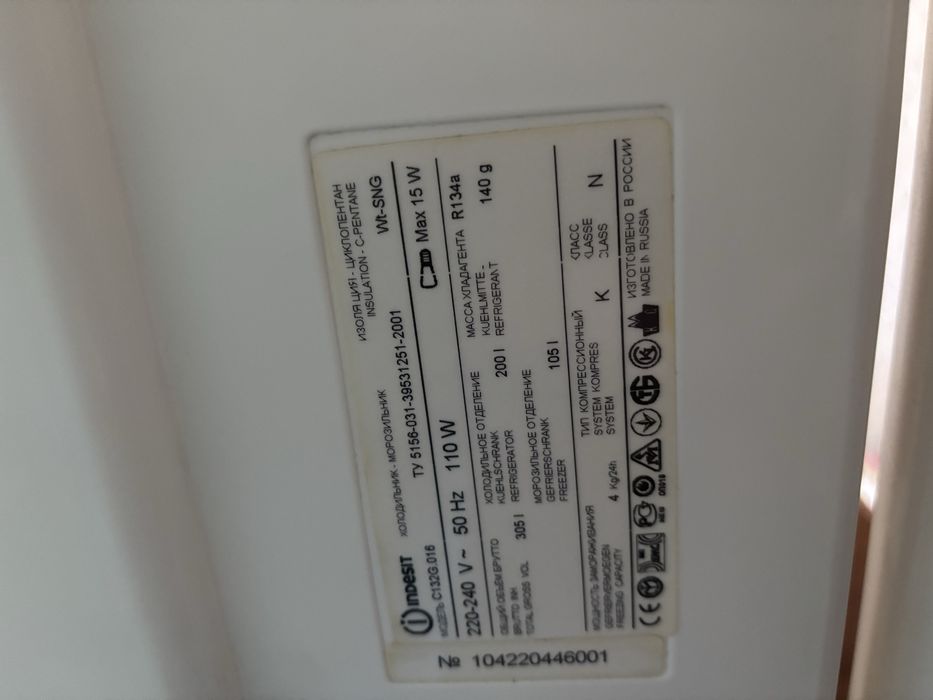 INDESIT ХОЛОДИЛЬНИК - МОРОЗИЛЬНИК
ИЗОЛЯЦИЯ - ЦИКЛОПЕНТАН
INSULATION - C-PENTANE
МОДЕЛЬ C132G.016 ТУ 5156-031-39531251-2001 Wt-SNG
220-240 V ~ 50 Hz 110 W Max 15 W
ОБЩИЙ ОБЪЕМ БРУТТО
BRUTTO INH
TOTAL GROSS VOL
305 l
ХОЛОДИЛЬНОЕ ОТДЕЛЕНИЕ
KUEHLSCHRANK
REFRIGERATOR
200 l
МАССА ХЛАДАГЕНТА R134a
KUEHLMITTE -
REFRIGERANT
140 g
МОРОЗИЛЬНОЕ ОТДЕЛЕНИЕ
GEFRIERSCHRANK
FREEZER
105 l
МОЩНОСТЬ ЗАМОРАЖИВАНИЯ
GEFRIERVERMOEGEN
FREEZING CAPACITY
4 Kg/24h
ТИП КОМПРЕССИОННЫЙ
SYSTEM KOMPRES
SYSTEM
K
КЛАСС
KLASSE
CLASS
N
CE
PC
ИЗГОТОВЛЕНО В РОССИИ
MADE IN RUSSIA
№ 104220446001